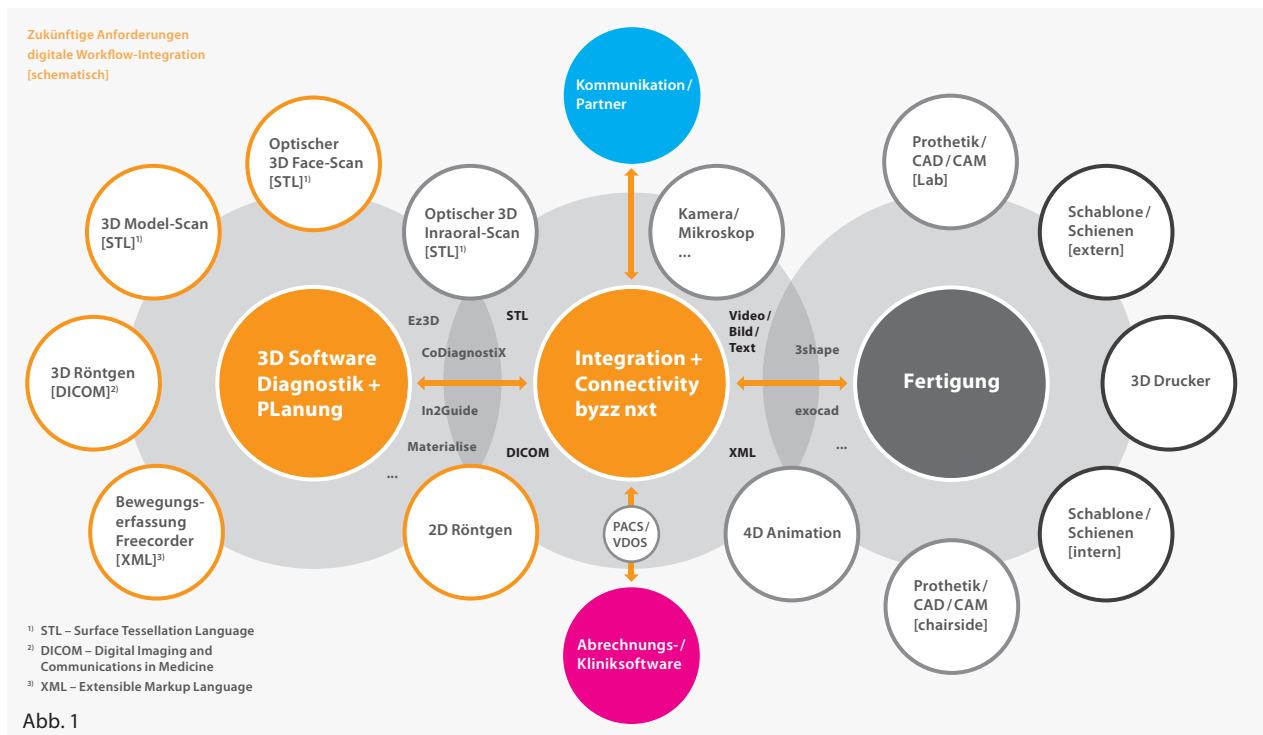 Zukünftige Anforderungen
digitale Workflow-Integration
[schematisch]
Kommunikation/
Partner
Optischer
3D Face-Scan
[STL]¹⁾
3D Model-Scan
[STL]¹⁾
Optischer 3D
Inraoral-Scan
[STL]¹⁾
Kamera/
Mikroskop
...
Prothetik/
CAD/CAM
[Lab]
Schablone/
Schienen
[extern]
3D Röntgen
[DICOM]²⁾
3D Software
Diagnostik +
PLanung
Ez3D
CoDiagnostiX
In2Guide
Materialise
...
STL
DICOM
Integration +
Connectivity
byzz nxt
Video/
Bild/
Text
XML
3shape
exocad
...
Fertigung
3D Drucker
Bewegungs-
erfassung
Freecorder
[XML]³⁾
2D Röntgen
PACS/
VDOS
4D Animation
Schablone/
Schienen
[intern]
Prothetik/
CAD/CAM
[chairside]
Abrechnungs-/
Kliniksoftware
¹⁾ STL – Surface Tessellation Language
²⁾ DICOM – Digital Imaging and
Communications in Medicine
³⁾ XML – Extensible Markup Language
Abb. 1